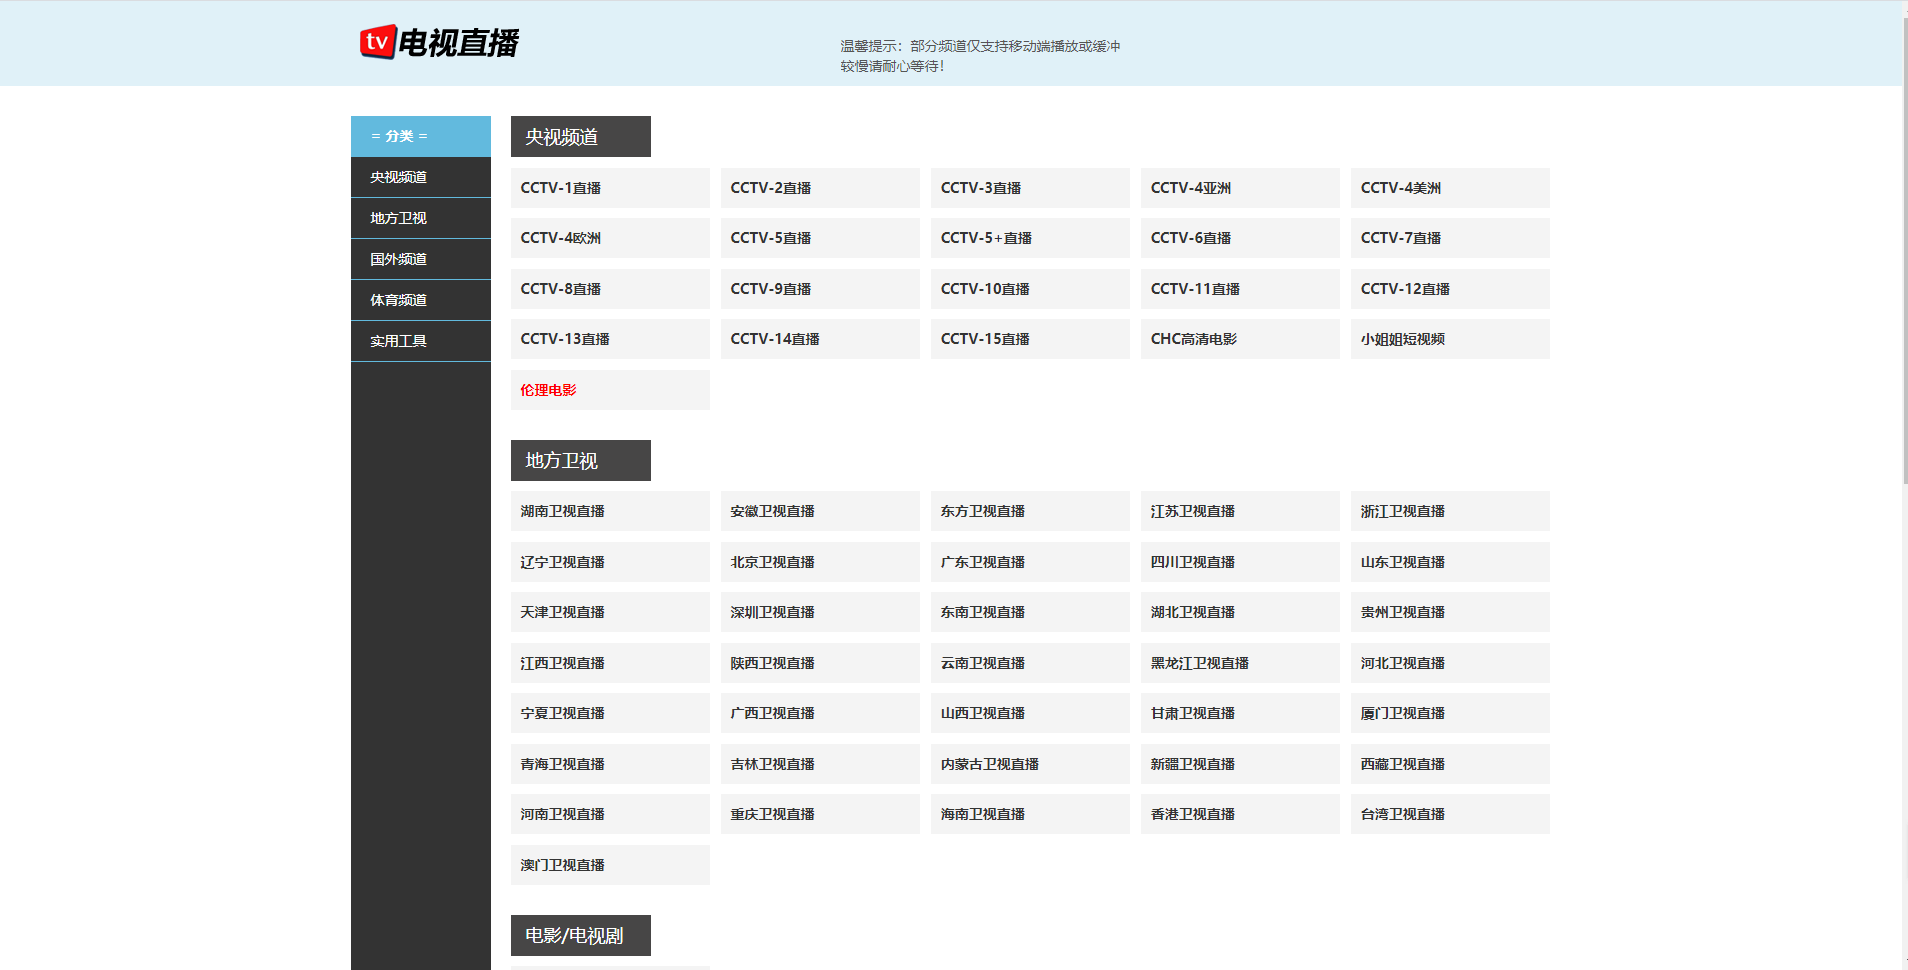 tv电视直播
温馨提示：部分频道仅支持移动端播放或缓冲
较慢请耐心等待！
= 分类 =
央视频道
地方卫视
国外频道
体育频道
实用工具
央视频道
CCTV-1直播 CCTV-2直播 CCTV-3直播 CCTV-4亚洲 CCTV-4美洲
CCTV-4欧洲 CCTV-5直播 CCTV-5+直播 CCTV-6直播 CCTV-7直播
CCTV-8直播 CCTV-9直播 CCTV-10直播 CCTV-11直播 CCTV-12直播
CCTV-13直播 CCTV-14直播 CCTV-15直播 CHC高清电影 小姐姐短视频
伦理电影
地方卫视
湖南卫视直播 安徽卫视直播 东方卫视直播 江苏卫视直播 浙江卫视直播
辽宁卫视直播 北京卫视直播 广东卫视直播 四川卫视直播 山东卫视直播
天津卫视直播 深圳卫视直播 东南卫视直播 湖北卫视直播 贵州卫视直播
江西卫视直播 陕西卫视直播 云南卫视直播 黑龙江卫视直播 河北卫视直播
宁夏卫视直播 广西卫视直播 山西卫视直播 甘肃卫视直播 厦门卫视直播
青海卫视直播 吉林卫视直播 内蒙古卫视直播 新疆卫视直播 西藏卫视直播
河南卫视直播 重庆卫视直播 海南卫视直播 香港卫视直播 台湾卫视直播
澳门卫视直播
电影/电视剧